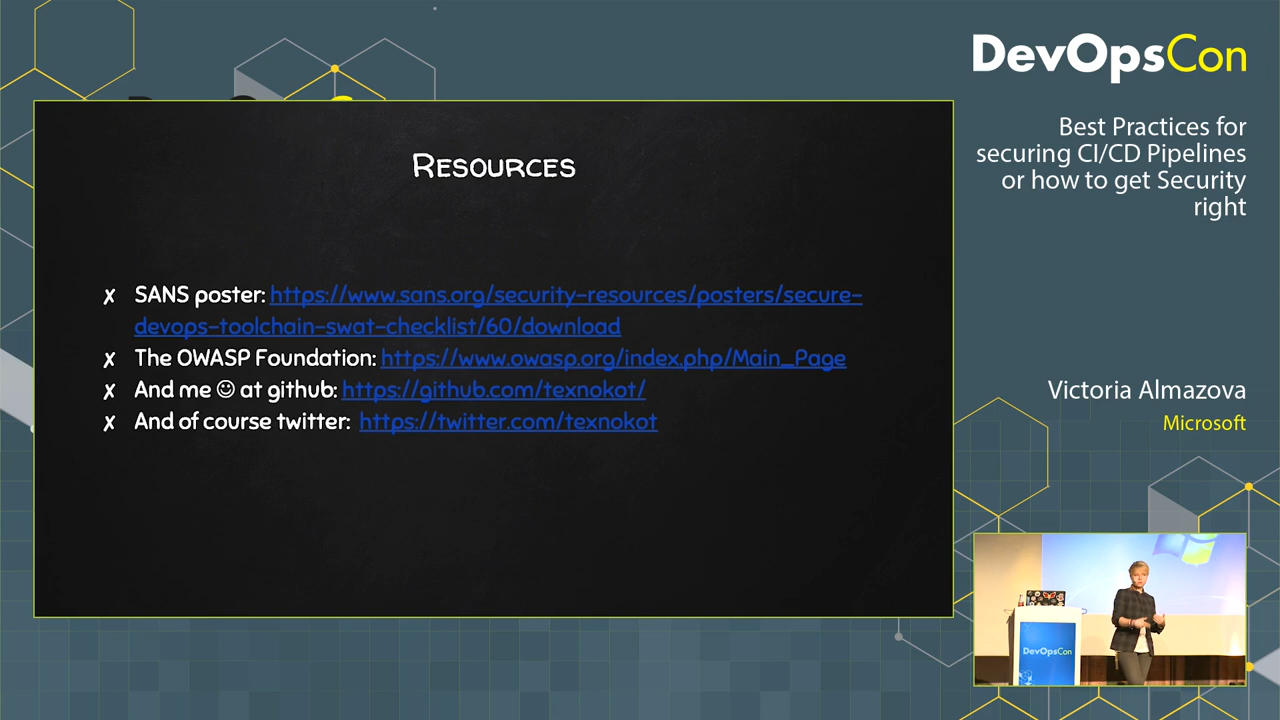 DevOpsCon
Best Practices for
securing CI/CD Pipelines
or how to get Security
right
Resources
✗ SANS poster: https://www.sans.org/security-resources/posters/secure-
devops-toolchain-swat-checklist/60/download
✗ The OWASP Foundation: https://www.owasp.org/index.php/Main_Page
✗ And me ☺ at github: https://github.com/texnokot/
✗ And of course twitter: https://twitter.com/texnokot
Victoria Almazova
Microsoft
DevOpsCon